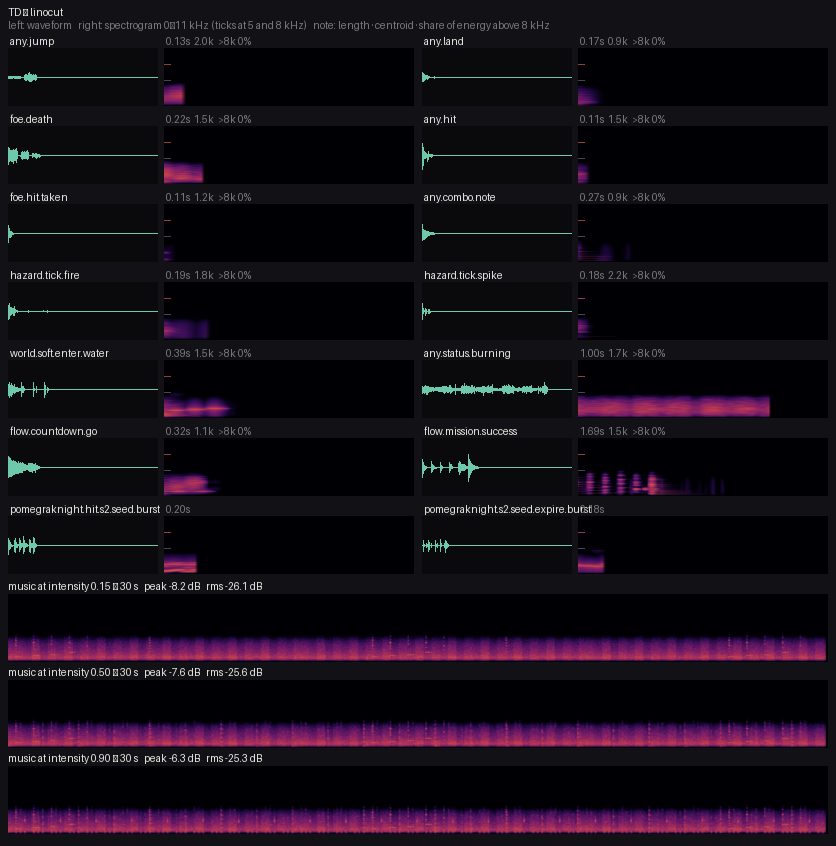 TD linocut
left: waveform right: spectrogram 0 11 kHz (ticks at 5 and 8 kHz) note: length · centroid · share of energy above 8 kHz
any.jump 0.13s 2.0k >8k 0% any.land 0.17s 2.0k >8k 0%
foe.death 0.22s 1.5k >8k 0% any.hit 0.11s 1.5k >8k 0%
foe.hit.taken 0.11s 1.2k >8k 0% any.combo.note 0.27s 0.9k >8k 0%
hazard.tick.fire 0.19s 1.8k >8k 0% hazard.tick.spike 0.18s 2.2k >8k 0%
world.soft.enter.water 0.39s 1.5k >8k 0% any.status.burning 1.00s 1.7k >8k 0%
flow.countdown.go 0.32s 1.1k >8k 0% flow.mission.success 1.69s 1.5k >8k 0%
pomegraknight.hit.s2.seed.burst 0.20s pomegraknight.s2.seed.expire.burst
music at intensity 0.15 30 s peak -8.2 dB rms -26.1 dB
music at intensity 0.50 30 s peak -7.6 dB rms -25.6 dB
music at intensity 0.90 30 s peak -6.3 dB rms -25.3 dB